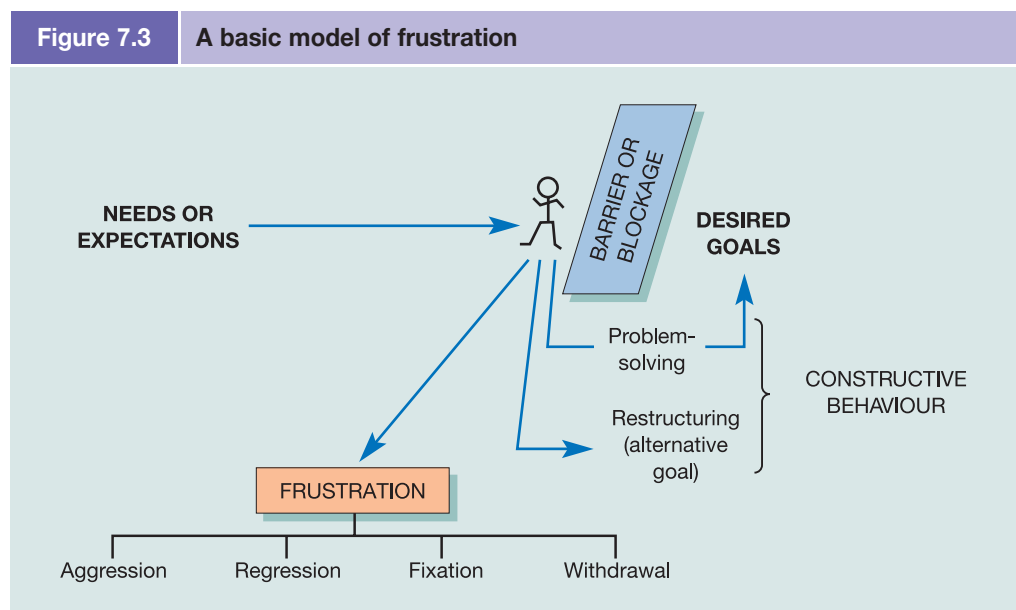 Figure 7.3
A basic model of frustration
NEEDS OR
EXPECTATIONS
BARRIER OR
BLOCKAGE
DESIRED
GOALS
Problem-
solving
Restructuring
(alternative
goal)
CONSTRUCTIVE
BEHAVIOUR
FRUSTRATION
Aggression
Regression
Fixation
Withdrawal